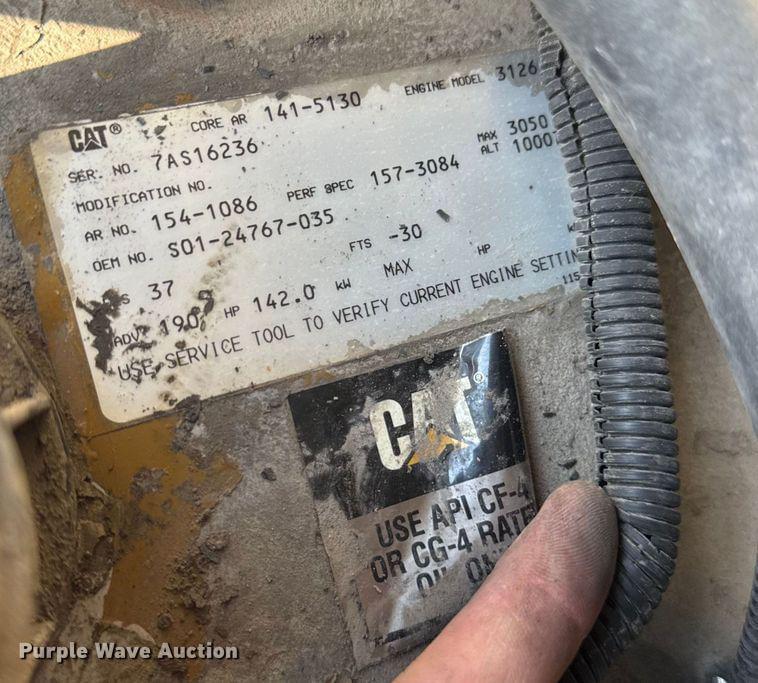 CAT® CORE AR 141-5130 ENGINE MODEL 3126
SER. NO. 7AS16236
MODIFICATION NO. MAX 3050
AR NO. 154-1086 PERF SPEC 157-3084 ALT 1000
OEM NO. S01-24767-035
37 FTS -30
ADV? 190 HP 142.0 KW MAX HP
USE SERVICE TOOL TO VERIFY CURRENT ENGINE SETTIN
115
CAT®
USE API CF-4
OR CG-4 RATE
Purple Wave Auction